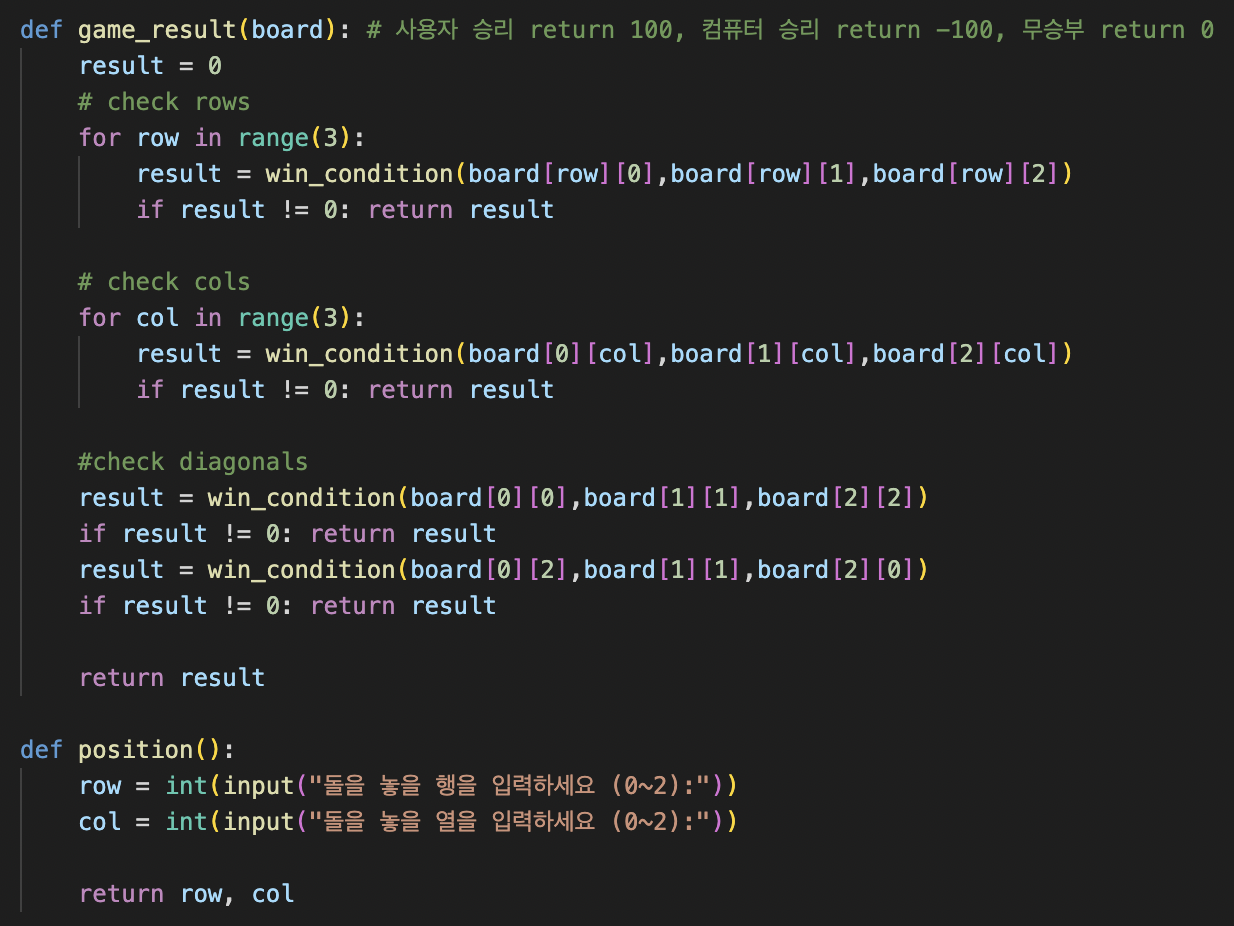 def game_result(board): # 사용자 승리 return 100, 컴퓨터 승리 return -100, 무승부 return 0
    result = 0
    # check rows
    for row in range(3):
        result = win_condition(board[row][0],board[row][1],board[row][2])
        if result != 0: return result

    # check cols
    for col in range(3):
        result = win_condition(board[0][col],board[1][col],board[2][col])
        if result != 0: return result

    #check diagonals
    result = win_condition(board[0][0],board[1][1],board[2][2])
    if result != 0: return result
    result = win_condition(board[0][2],board[1][1],board[2][0])
    if result != 0: return result

    return result

def position():
    row = int(input("돌을 놓을 행을 입력하세요 (0~2):"))
    col = int(input("돌을 놓을 열을 입력하세요 (0~2):"))

    return row, col